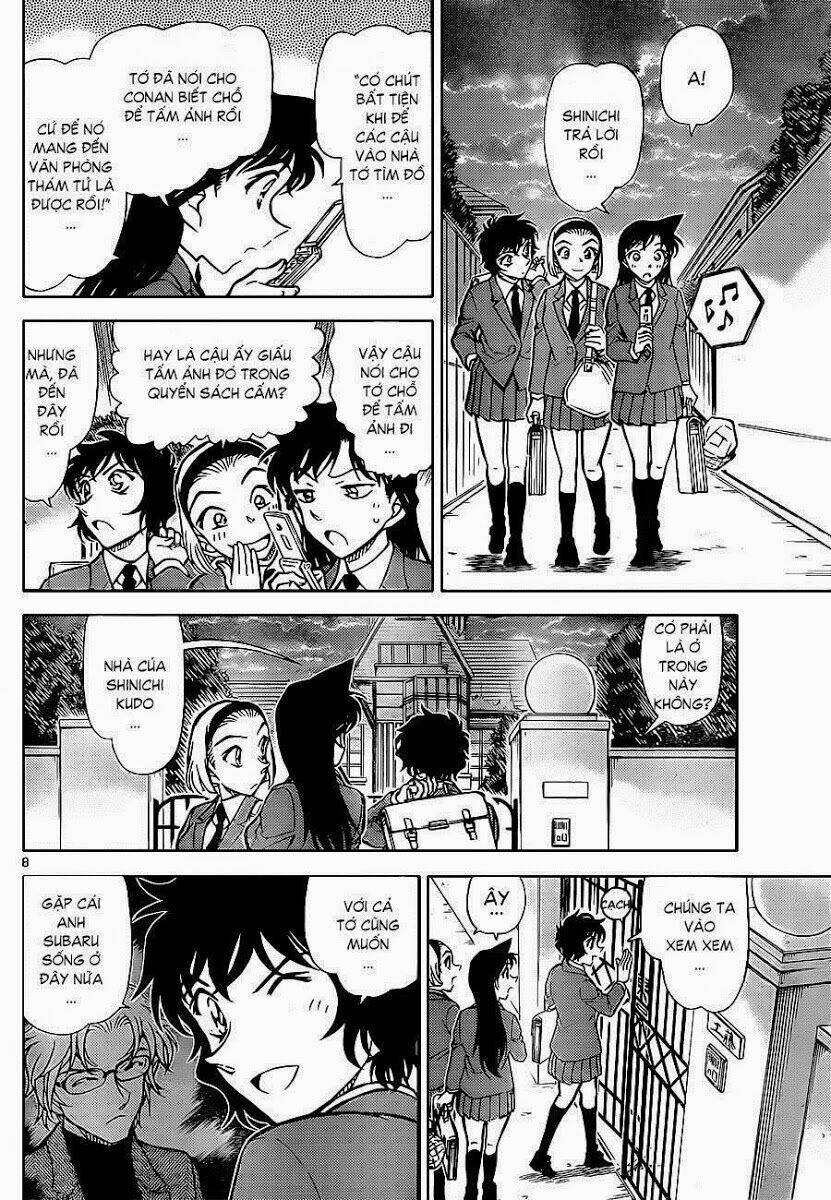 A!
SHINICHI
TRẢ LỜI
RỒI
...
"CÓ CHÚT
BẤT TIỆN
KHI ĐỂ
CÁC CẬU
VÀO NHÀ
TỚ TÌM ĐỒ
...
TỚ ĐÃ NÓI CHO
CONAN BIẾT CHỖ
ĐỂ TẤM ẢNH RỒI
...
CỨ ĐỂ NÓ
MANG ĐẾN
VĂN PHÒNG
THÁM TỬ LÀ
ĐƯỢC RỒI!"
...
VẬY CẬU
NÓI CHO
TỚ CHỖ
ĐỂ TẤM
ẢNH ĐI
HAY LÀ CẬU ẤY GIẤU
TẤM ẢNH ĐÓ TRONG
QUYỂN SÁCH CẤM?
NHƯNG
MÀ, ĐÃ
ĐẾN
ĐÂY RỒI
...
CÓ PHẢI
LÀ Ở
TRONG
NÀY
KHÔNG?
NHÀ CỦA
SHINICHI
KUDO
...
8
CHÚNG TA
VÀO
XEM XEM
...
CẠCH
ẤY
...
VỚI CẢ
TỚ CŨNG
MUỐN
...
GẶP CÁI
ANH
SUBARU
SỐNG Ở
ĐÂY NỮA
...
工藤